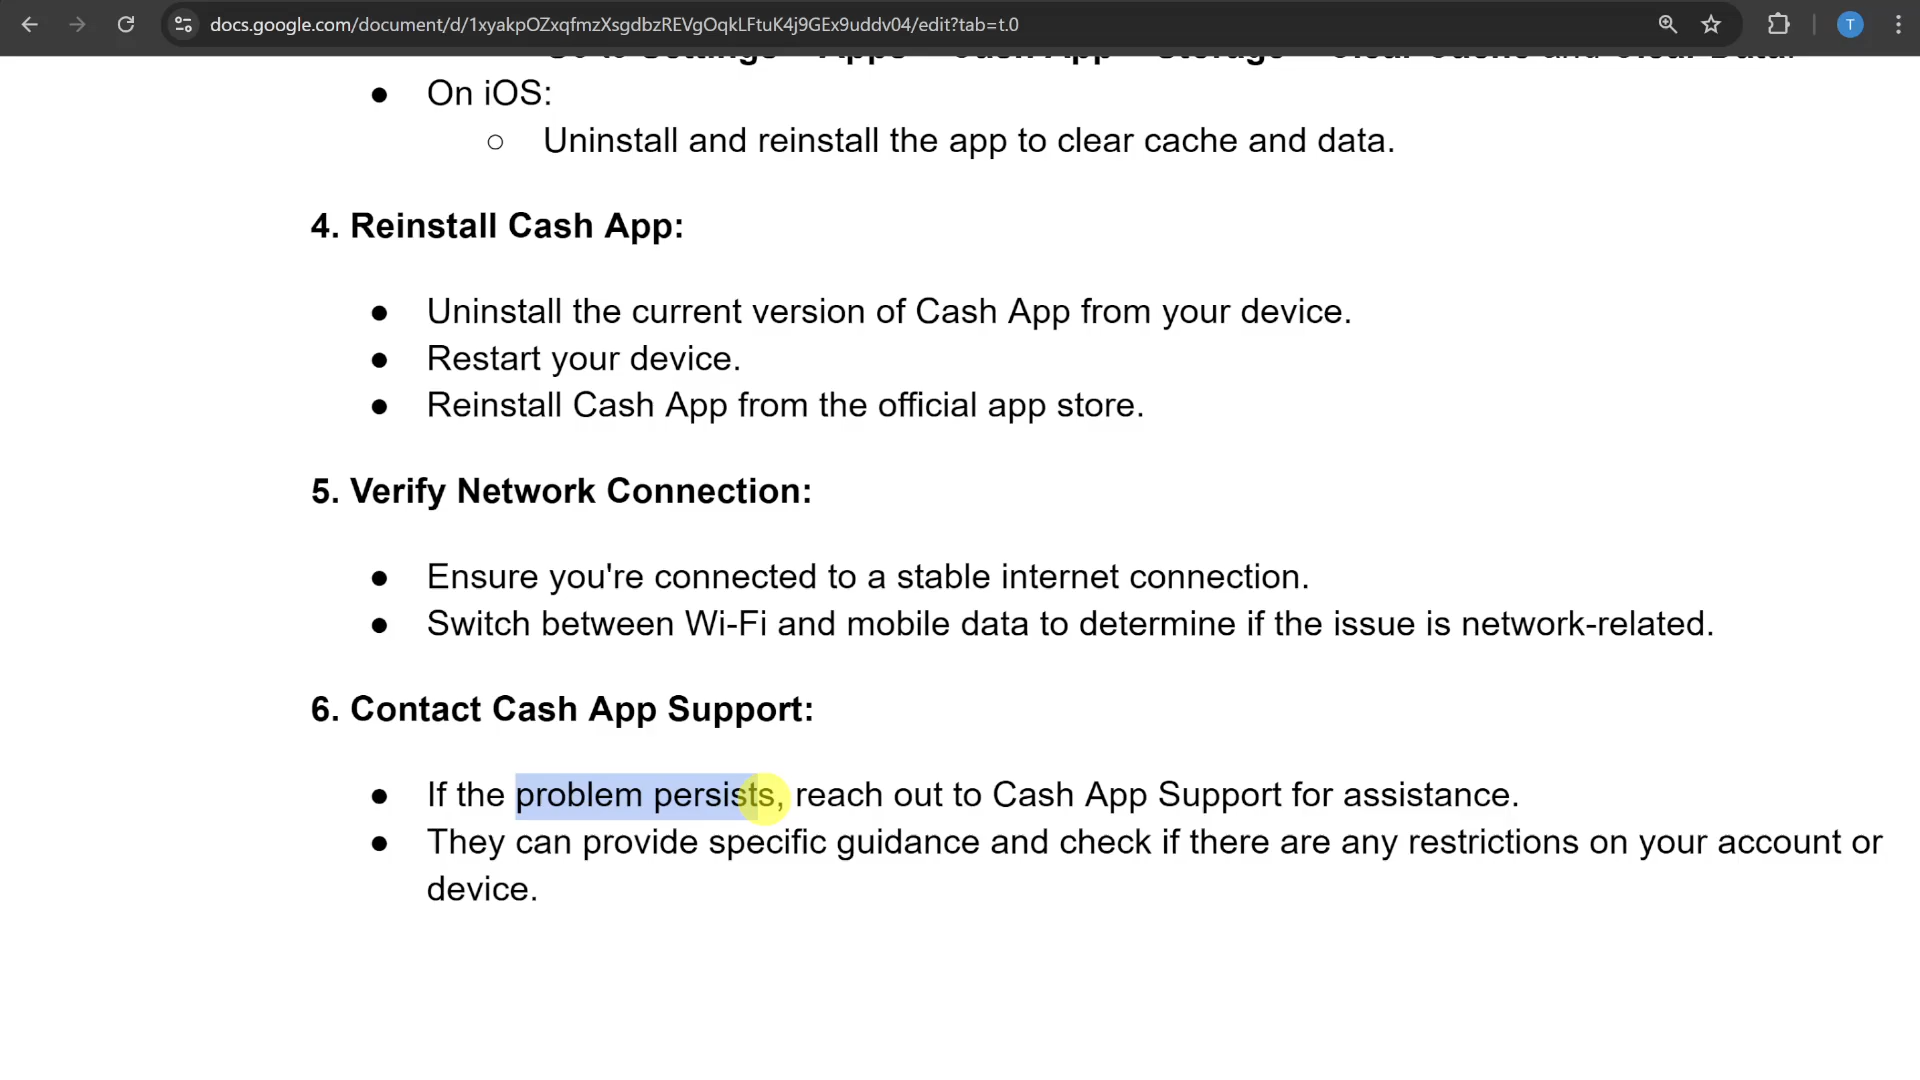 docs.google.com/document/d/1xyakpOZxqfmzXsgdbzREVgOqkLFtuK4j9GEx9uddv04/edit?tab=t.0
T
● On iOS:
○ Uninstall and reinstall the app to clear cache and data.
4. Reinstall Cash App:
● Uninstall the current version of Cash App from your device.
● Restart your device.
● Reinstall Cash App from the official app store.
5. Verify Network Connection:
● Ensure you're connected to a stable internet connection.
● Switch between Wi-Fi and mobile data to determine if the issue is network-related.
6. Contact Cash App Support:
● If the problem persists, reach out to Cash App Support for assistance.
● They can provide specific guidance and check if there are any restrictions on your account or
device.